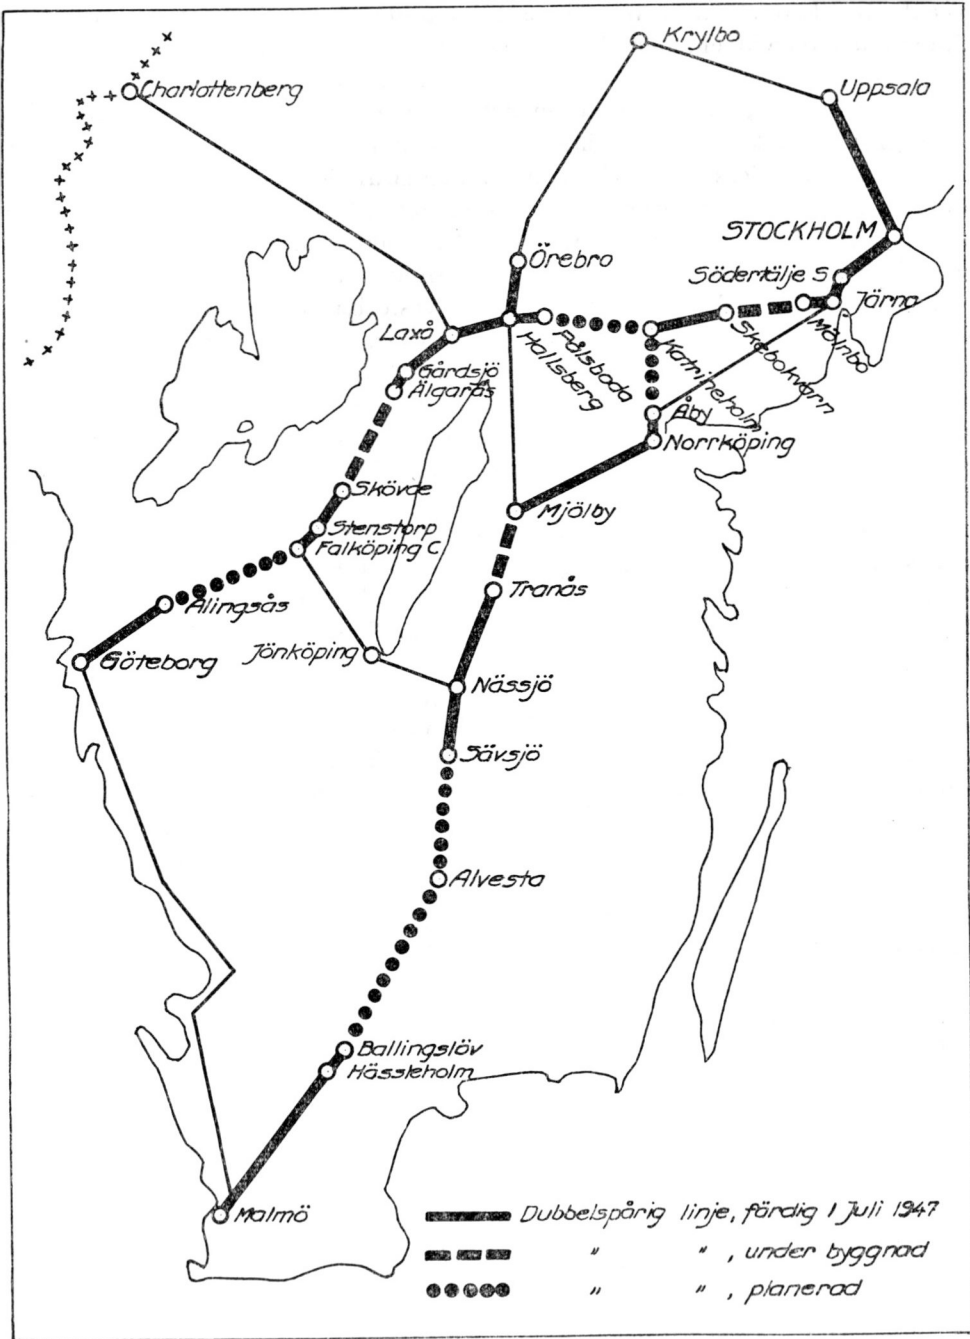 Krylbo
Charlottenberg
Uppsala
STOCKHOLM
Örebro
Södertälje S
Järna
Laxå
Pålsboda
Hallsberg
Katrineholm
Skebokvarn
Mölnbo
Gårdsjö
Älgarås
Åby
Norrköping
Skövde
Mjölby
Stenstorp
Falköping C
Tranås
Alingsås
Göteborg
Jönköping
Nässjö
Sävsjö
Alvesta
Ballingslöv
Hässleholm
Malmö
Dubbelspårig linje, färdig 1 Juli 1947
" " , under byggnad
" " , planerad